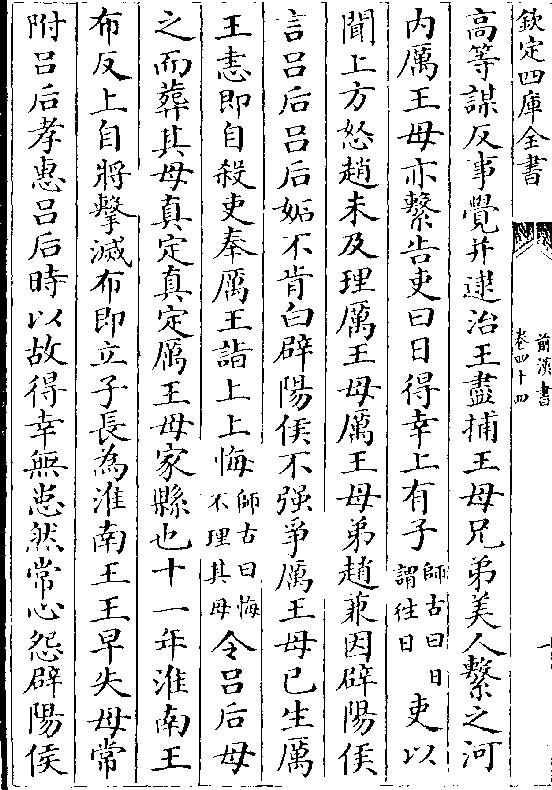 欽定四庫全書
前漢書
卷四十四
高等謀反事覺并逮治王盡捕王母兄弟美人繫之河
内厲王母亦繫告吏曰日得幸上有子師古曰日謂往日吏以
聞上方怒趙未及理厲王母厲王母弟趙兼因辟陽侯
言吕后吕后妬不肯白辟陽侯不强爭厲王母已生厲
王恚即自殺吏奉厲王詣上上悔師古曰悔不理其母令吕后母
之而葬其母真定真定厲王母家縣也十一年淮南王
布反上自將擊滅布即立子長為淮南王王早失母常
附吕后孝惠吕后時以故得幸無患然常心怨辟陽侯